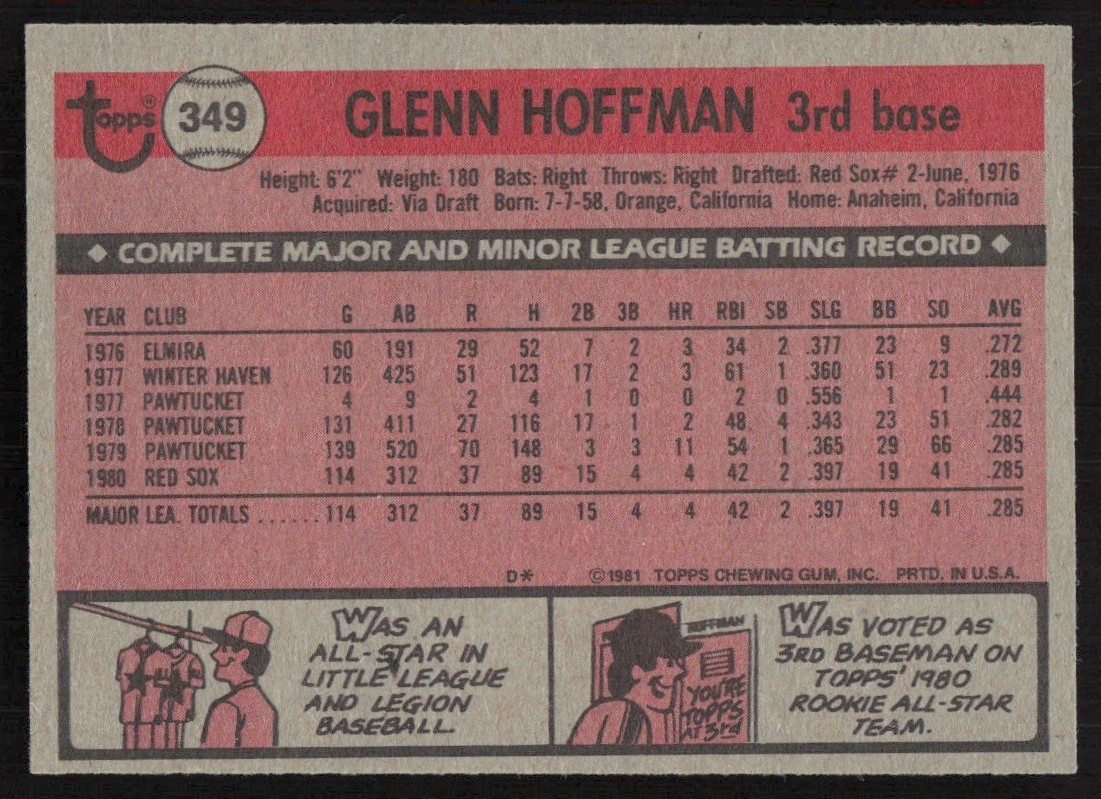 Topps®
349
GLENN HOFFMAN 3rd base
Height: 6'2" Weight: 180 Bats: Right Throws: Right Drafted: Red Sox# 2-June, 1976
Acquired: Via Draft Born: 7-7-58, Orange, California Home: Anaheim, California
◆ COMPLETE MAJOR AND MINOR LEAGUE BATTING RECORD ◆
YEAR CLUB G AB R H 2B 3B HR RBI SB SLG BB SO AVG
1976 ELMIRA 60 191 29 52 7 2 3 34 2 .377 23 9 .272
1977 WINTER HAVEN 126 425 51 123 17 2 3 61 1 .360 51 23 .289
1977 PAWTUCKET 4 9 2 4 1 0 0 2 0 .556 1 1 .444
1978 PAWTUCKET 131 411 27 116 17 1 2 48 4 .343 23 51 .282
1979 PAWTUCKET 139 520 70 148 3 3 11 54 1 .365 29 66 .285
1980 RED SOX 114 312 37 89 15 4 4 42 2 .397 19 41 .285
MAJOR LEA. TOTALS ......114 312 37 89 15 4 4 42 2 .397 19 41 .285
D* ©1981 TOPPS CHEWING GUM, INC. PRTD. IN U.S.A.
WAS AN
ALL-STAR IN
LITTLE LEAGUE
AND LEGION
BASEBALL.
HOFFMAN
YOU'RE
TOPPS
AT 3rd
WAS VOTED AS
3RD BASEMAN ON
TOPPS' 1980
ROOKIE ALL-STAR
TEAM.